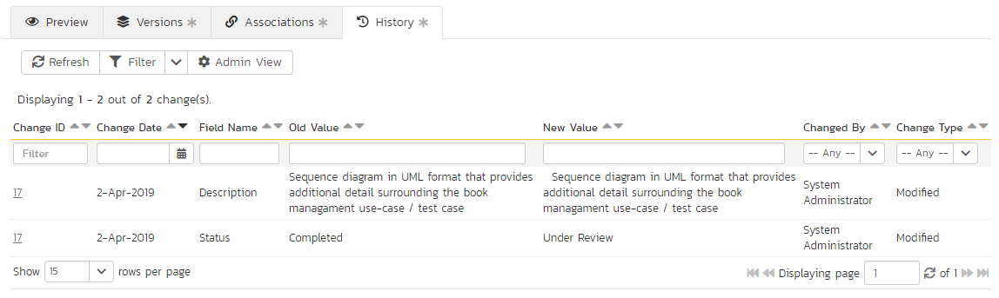 Preview Versions Associations History
Refresh Filter Admin View
Displaying 1 - 2 out of 2 change(s).
Change ID Change Date Field Name Old Value New Value Changed By Change Type
Filter -- Any -- -- Any --
17 2-Apr-2019 Description Sequence diagram in UML format that provides additional detail surrounding the book managament use-case / test case Sequence diagram in UML format that provides additional detail surrounding the book managament use-case / test case System Administrator Modified
17 2-Apr-2019 Status Completed Under Review System Administrator Modified
Show 15 rows per page Displaying page 1 of 1